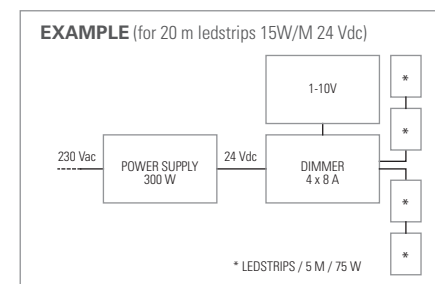 EXAMPLE (for 20 m ledstrips 15W/M 24 Vdc)
1-10V
*
*
230 Vac
POWER SUPPLY
300 W
24 Vdc
DIMMER
4 x 8 A
*
*
* LEDSTRIPS / 5 M / 75 W